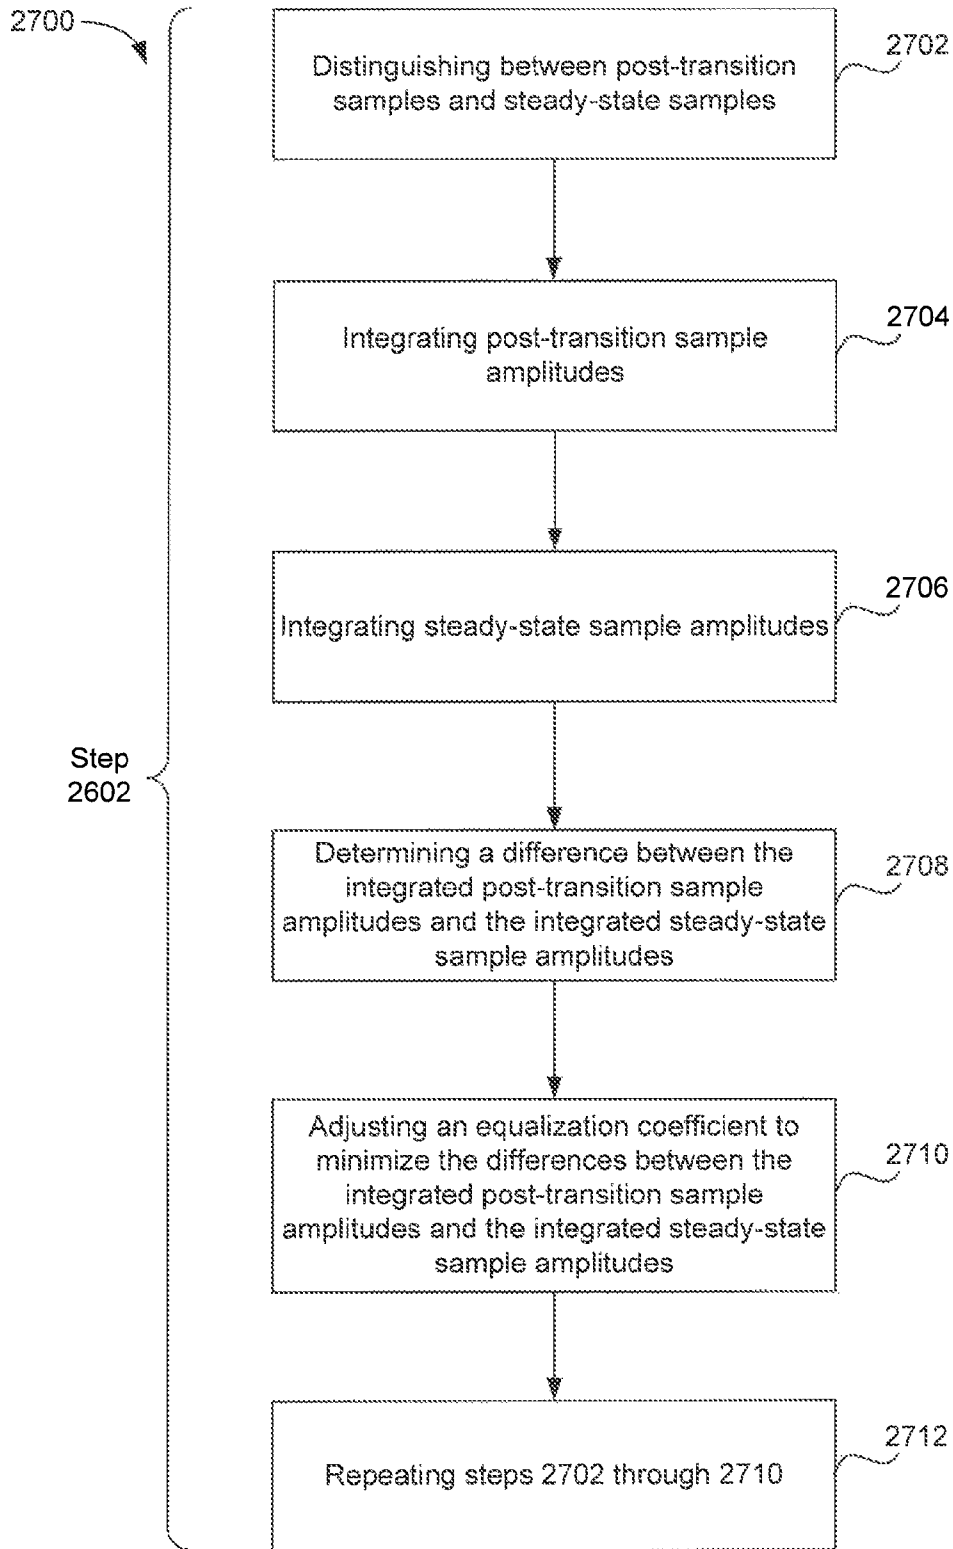 2700
Distinguishing between post-transition
samples and steady-state samples
2702
Integrating post-transition sample
amplitudes
2704
Integrating steady-state sample amplitudes
2706
Step
2602
Determining a difference between the
integrated post-transition sample
amplitudes and the integrated steady-state
sample amplitudes
2708
Adjusting an equalization coefficient to
minimize the differences between the
integrated post-transition sample
amplitudes and the integrated steady-state
sample amplitudes
2710
Repeating steps 2702 through 2710
2712